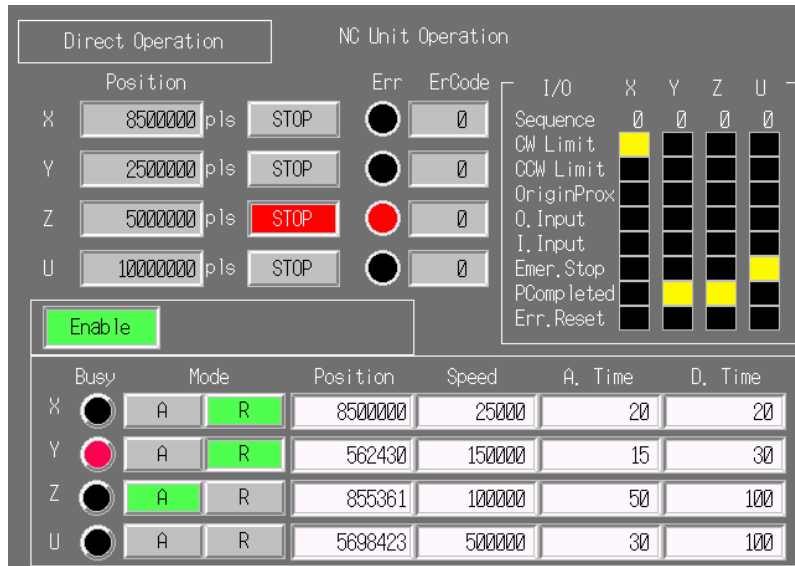 Direct Operation NC Unit Operation
Position Err ErCode I/O X Y Z U
X 8500000 pls STOP 0 Sequence 0 0 0 0
CW Limit
Y 2500000 pls STOP 0 CCW Limit
OriginProx
Z 5000000 pls STOP 0 O.Input
I.Input
U 10000000 pls STOP 0 Emer.Stop
PCompleted
Enable Err.Reset
Busy Mode Position Speed A. Time D. Time
X A R 8500000 25000 20 20
Y A R 562430 150000 15 30
Z A R 855361 100000 50 100
U A R 5698423 500000 30 100